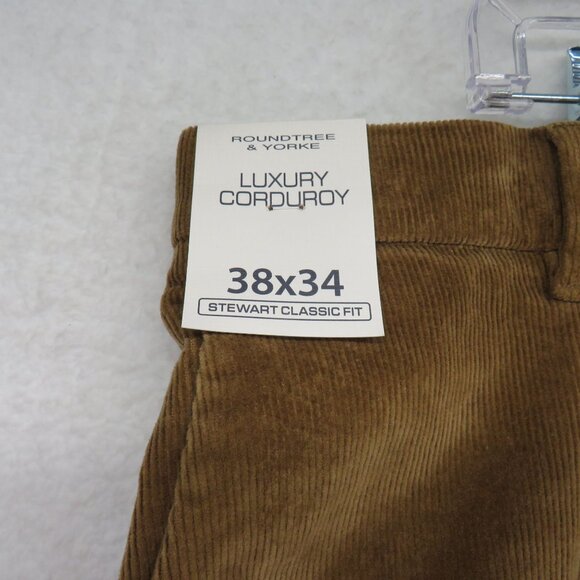 ROUNDTREE
& YORKE
LUXURY
CORDUROY
38x34
STEWART CLASSIC FIT